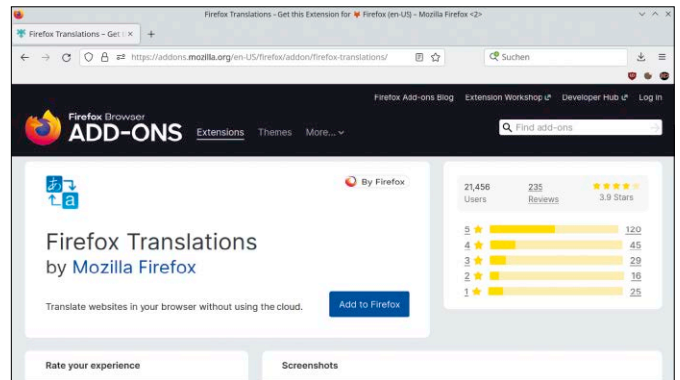 Firefox Translations – Get this Extension for 🦊 Firefox (en-US) – Mozilla Firefox <2>
Firefox Translations – Get t × +
https://addons.mozilla.org/en-US/firefox/addon/firefox-translations/ Suchen
Firefox Add-ons Blog Extension Workshop Developer Hub Log in
Firefox Browser
ADD-ONS Extensions Themes More... Find add-ons
あ
a
By Firefox
Firefox Translations
by Mozilla Firefox
Translate websites in your browser without using the cloud. Add to Firefox
21,456 235
Users Reviews 3.9 Stars
5 120
4 45
3 29
2 16
1 25
Rate your experience Screenshots